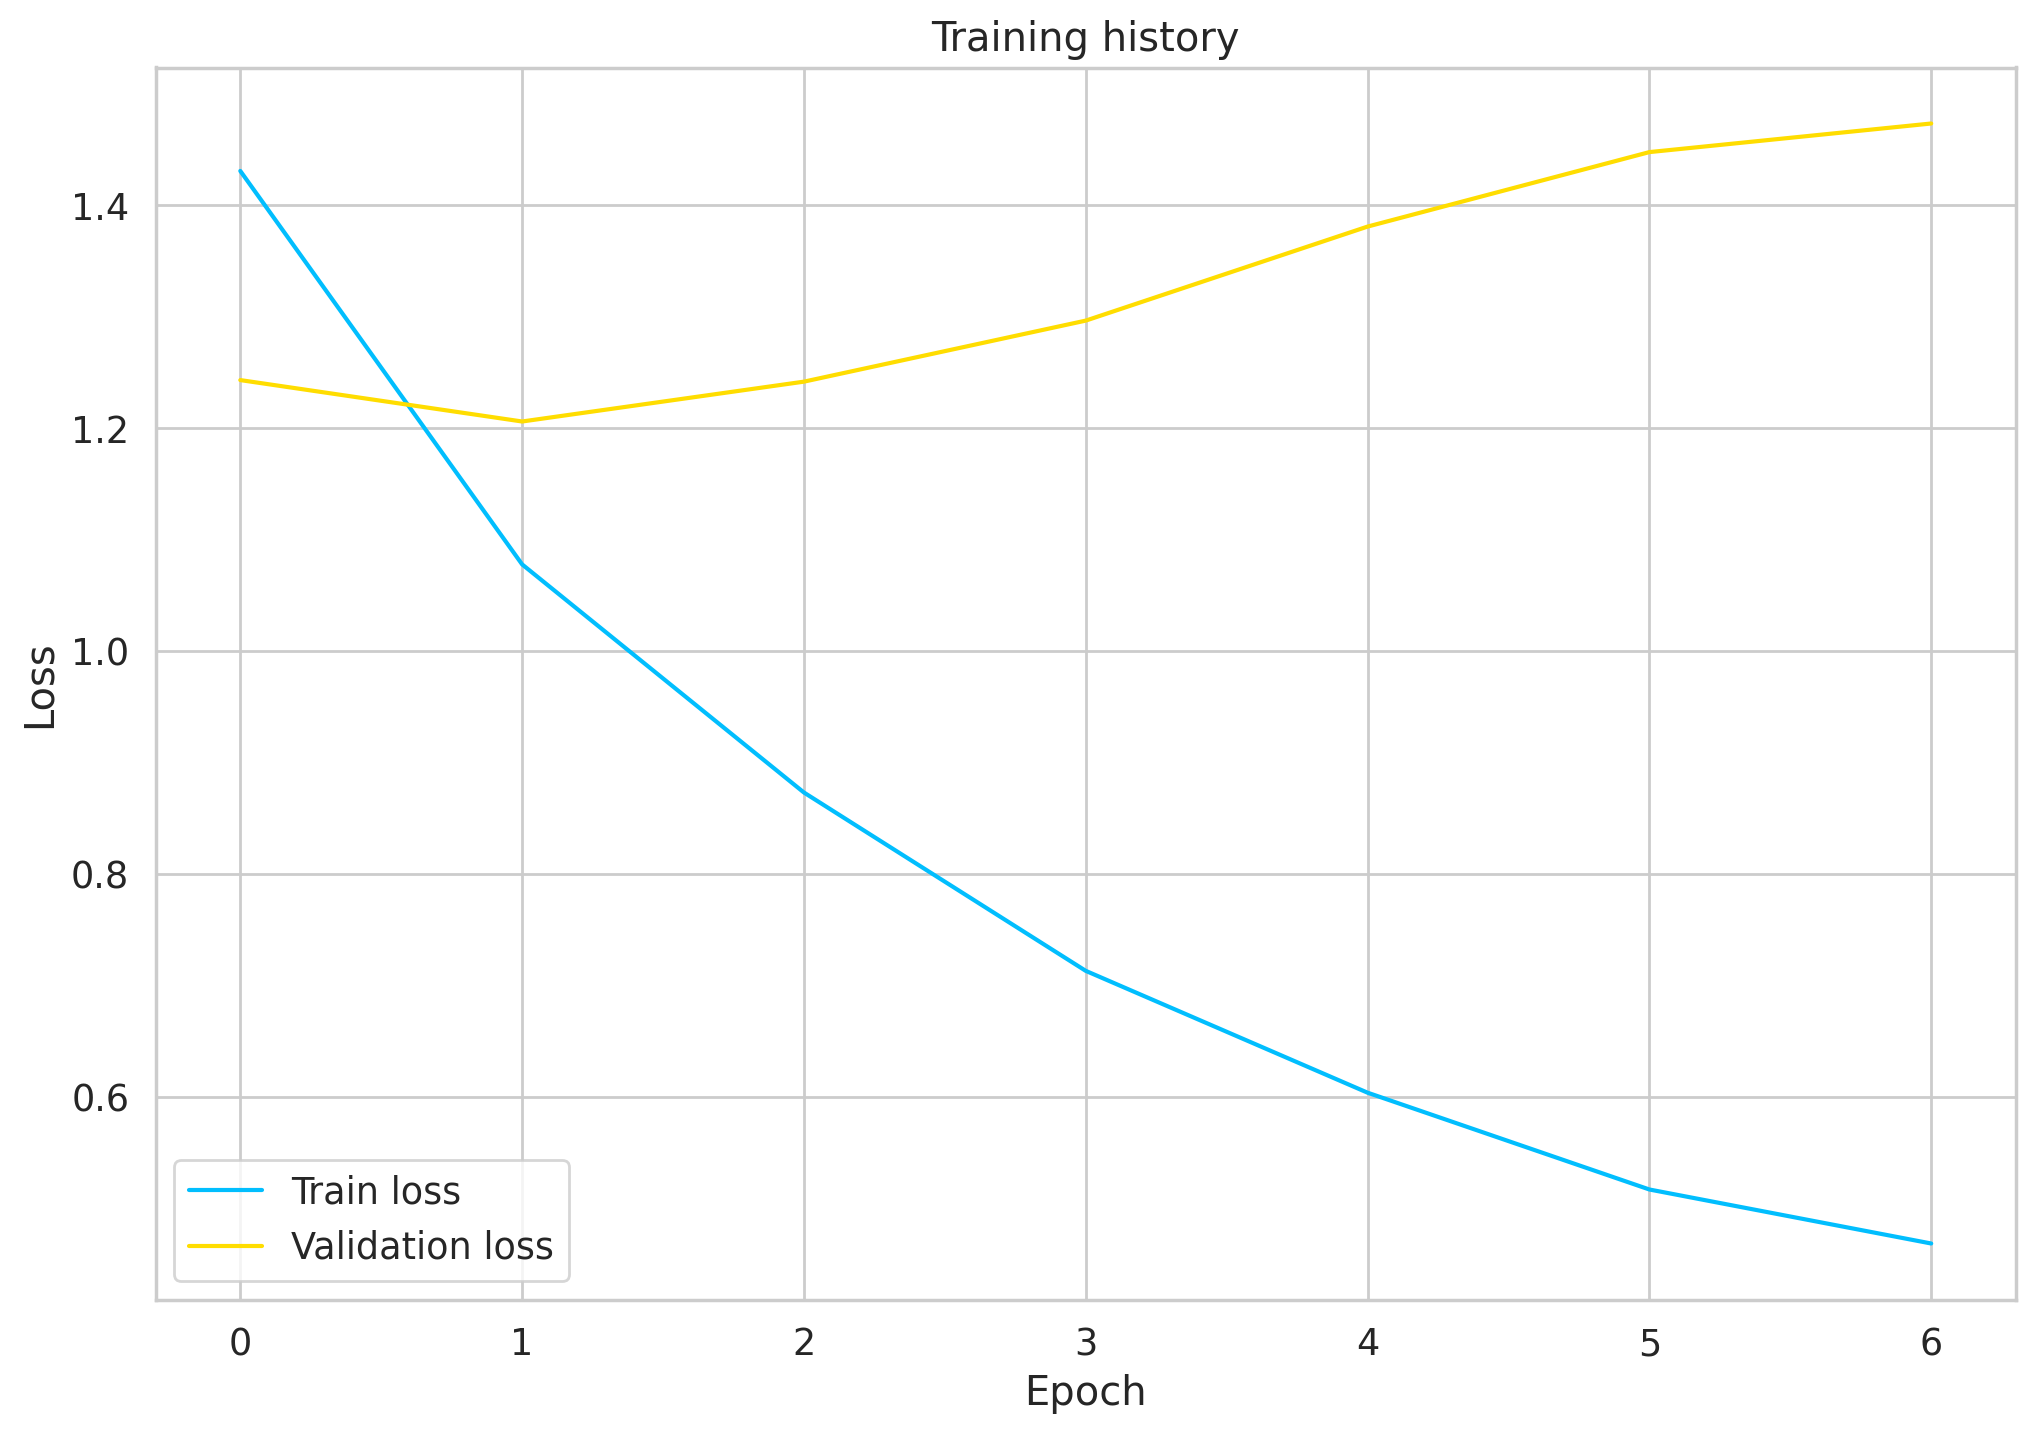 Training history
1.4
1.2
1.0
0.8
0.6
Loss
Train loss
Validation loss
0 1 2 3 4 5 6
Epoch